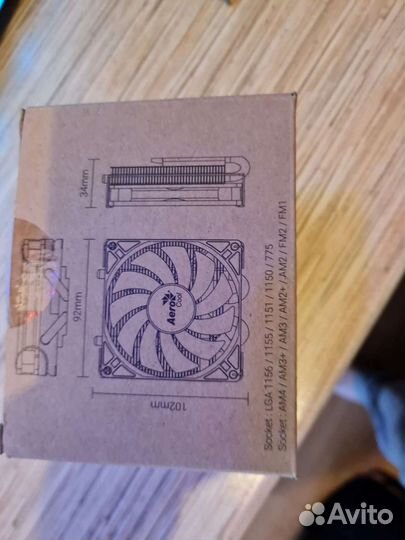 34mm
92mm
Aero
Cool
102mm
Socket : LGA 1156 / 1155 / 1151 / 1150 / 775
Socket : AM4 / AM3+ / AM3 / AM2+ / AM2 / FM2 / FM1
Avito